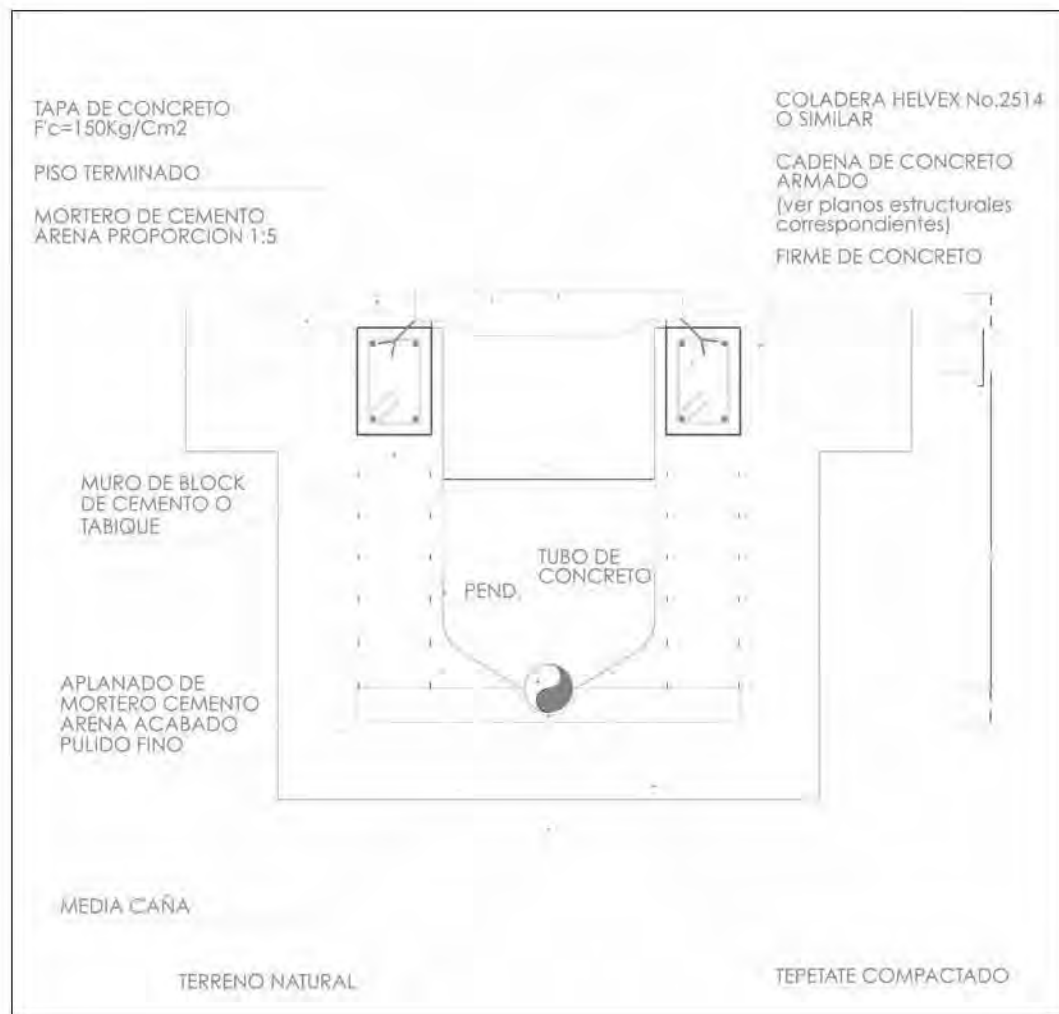 TAPA DE CONCRETO
F'c=150Kg/Cm2
PISO TERMINADO
MORTERO DE CEMENTO
ARENA PROPORCION 1:5
COLADERA HELVEX No.2514
O SIMILAR
CADENA DE CONCRETO
ARMADO
(ver planos estructurales
correspondientes)
FIRME DE CONCRETO
MURO DE BLOCK
DE CEMENTO O
TABIQUE
TUBO DE
CONCRETO
PEND.
APLANADO DE
MORTERO CEMENTO
ARENA ACABADO
PULIDO FINO
MEDIA CAÑA
TERRENO NATURAL
TEPETATE COMPACTADO